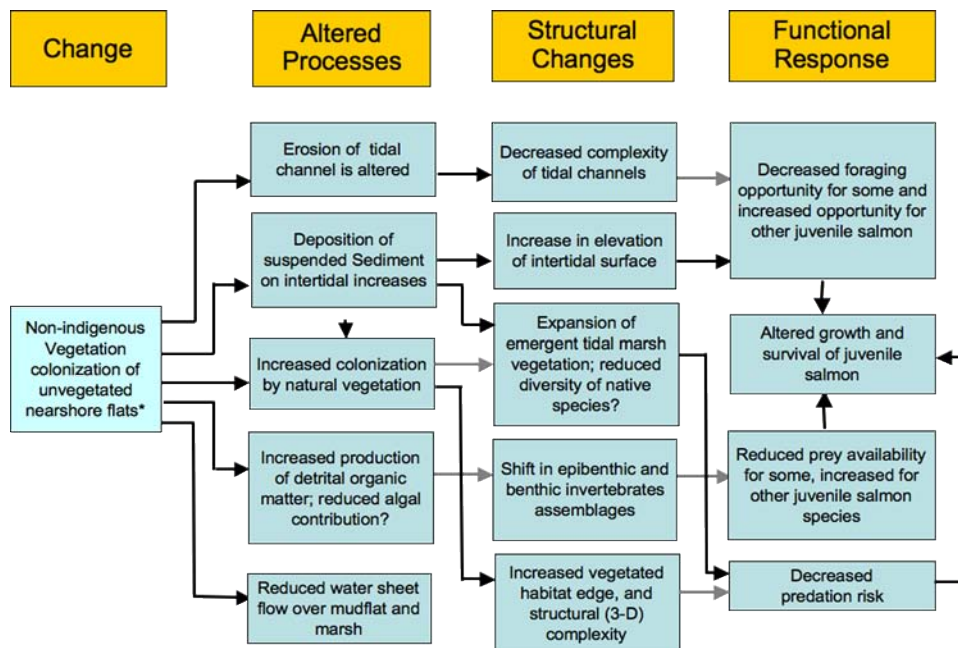 Change
Altered
Processes
Structural
Changes
Functional
Response
Erosion of tidal
channel is altered
Decreased complexity
of tidal channels
Decreased foraging
opportunity for some and
increased opportunity for
other juvenile salmon
Deposition of
suspended Sediment
on intertidal increases
Increase in elevation
of intertidal surface
Non-indigenous
Vegetation
colonization of
unvegetated
nearshore flats*
Increased colonization
by natural vegetation
Expansion of
emergent tidal marsh
vegetation; reduced
diversity of native
species?
Altered growth and
survival of juvenile
salmon
Increased production
of detrital organic
matter; reduced algal
contribution?
Shift in epibenthic and
benthic invertebrates
assemblages
Reduced prey availability
for some, increased for
other juvenile salmon
species
Reduced water sheet
flow over mudflat and
marsh
Increased vegetated
habitat edge, and
structural (3-D)
complexity
Decreased
predation risk